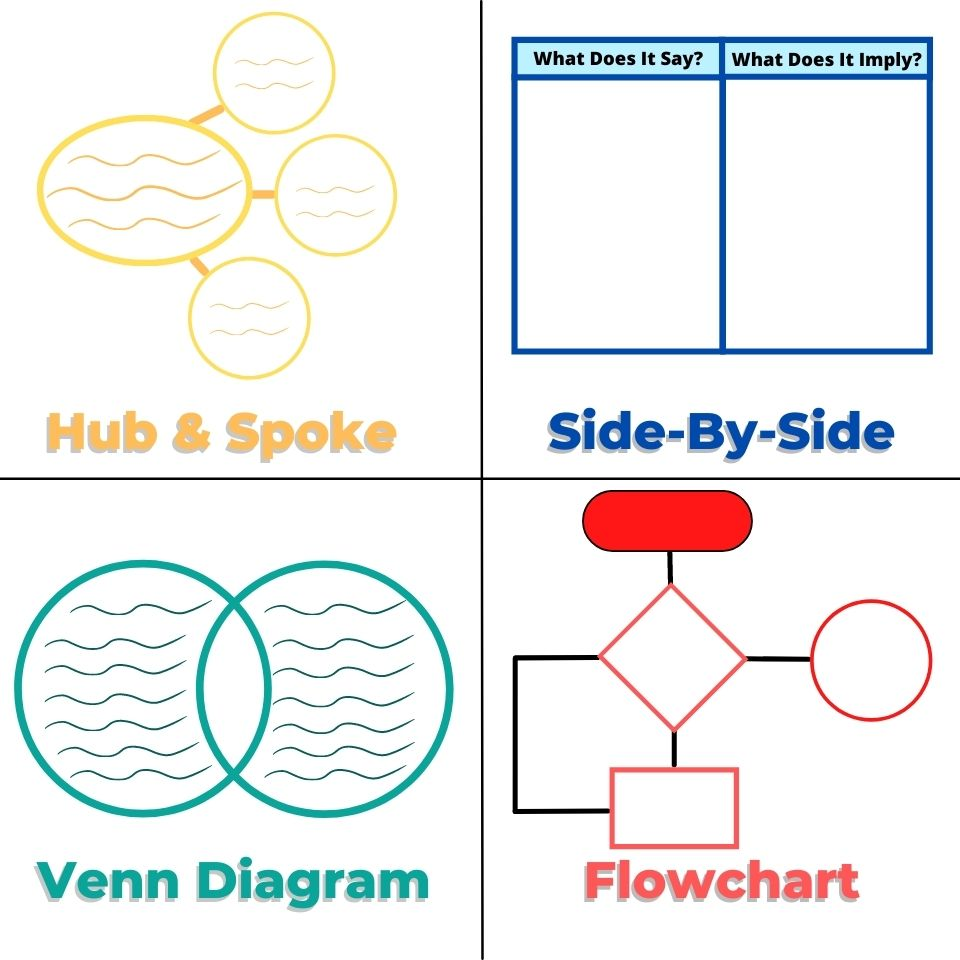 What Does It Say?
What Does It Imply?
Hub & Spoke
Side-By-Side
Venn Diagram
Flowchart